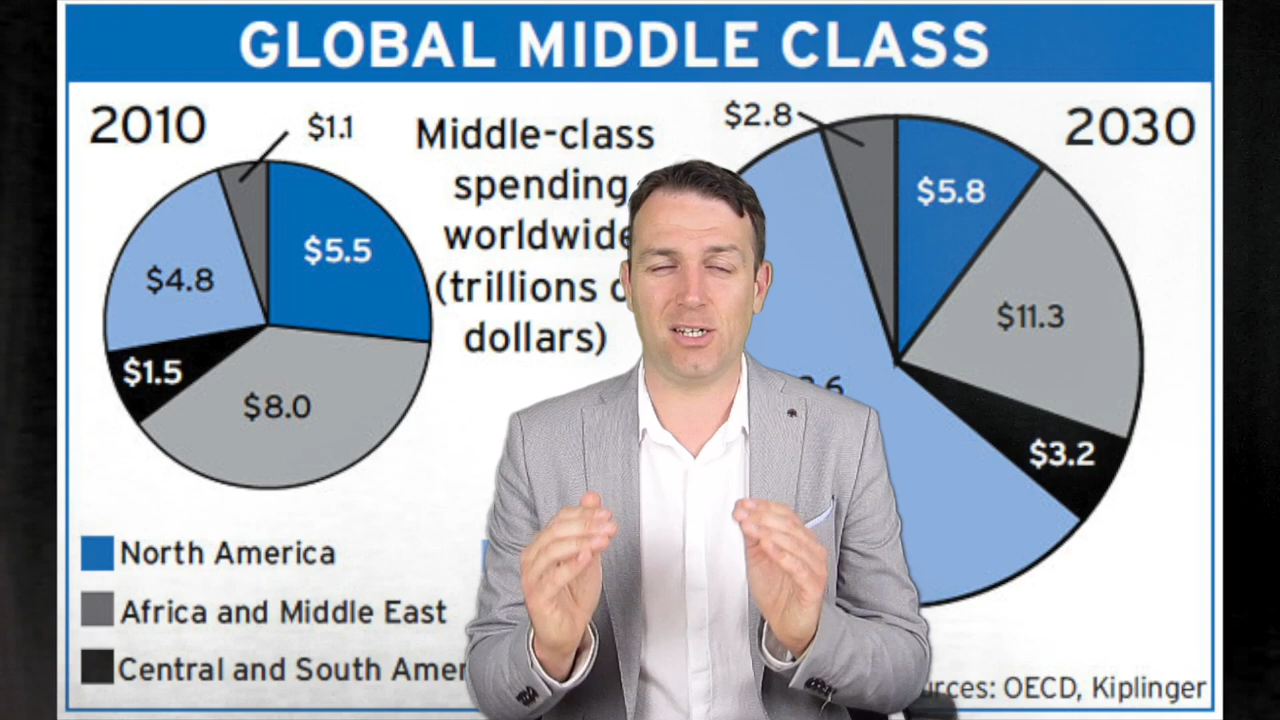 GLOBAL MIDDLE CLASS
2010
$1.1
$5.5
$4.8
$1.5
$8.0
Middle-class
spending
worldwide
(trillions
dollars)
2030
$2.8
$5.8
$11.3
$3.2
North America
Africa and Middle East
Central and South
OECD, Kiplinger